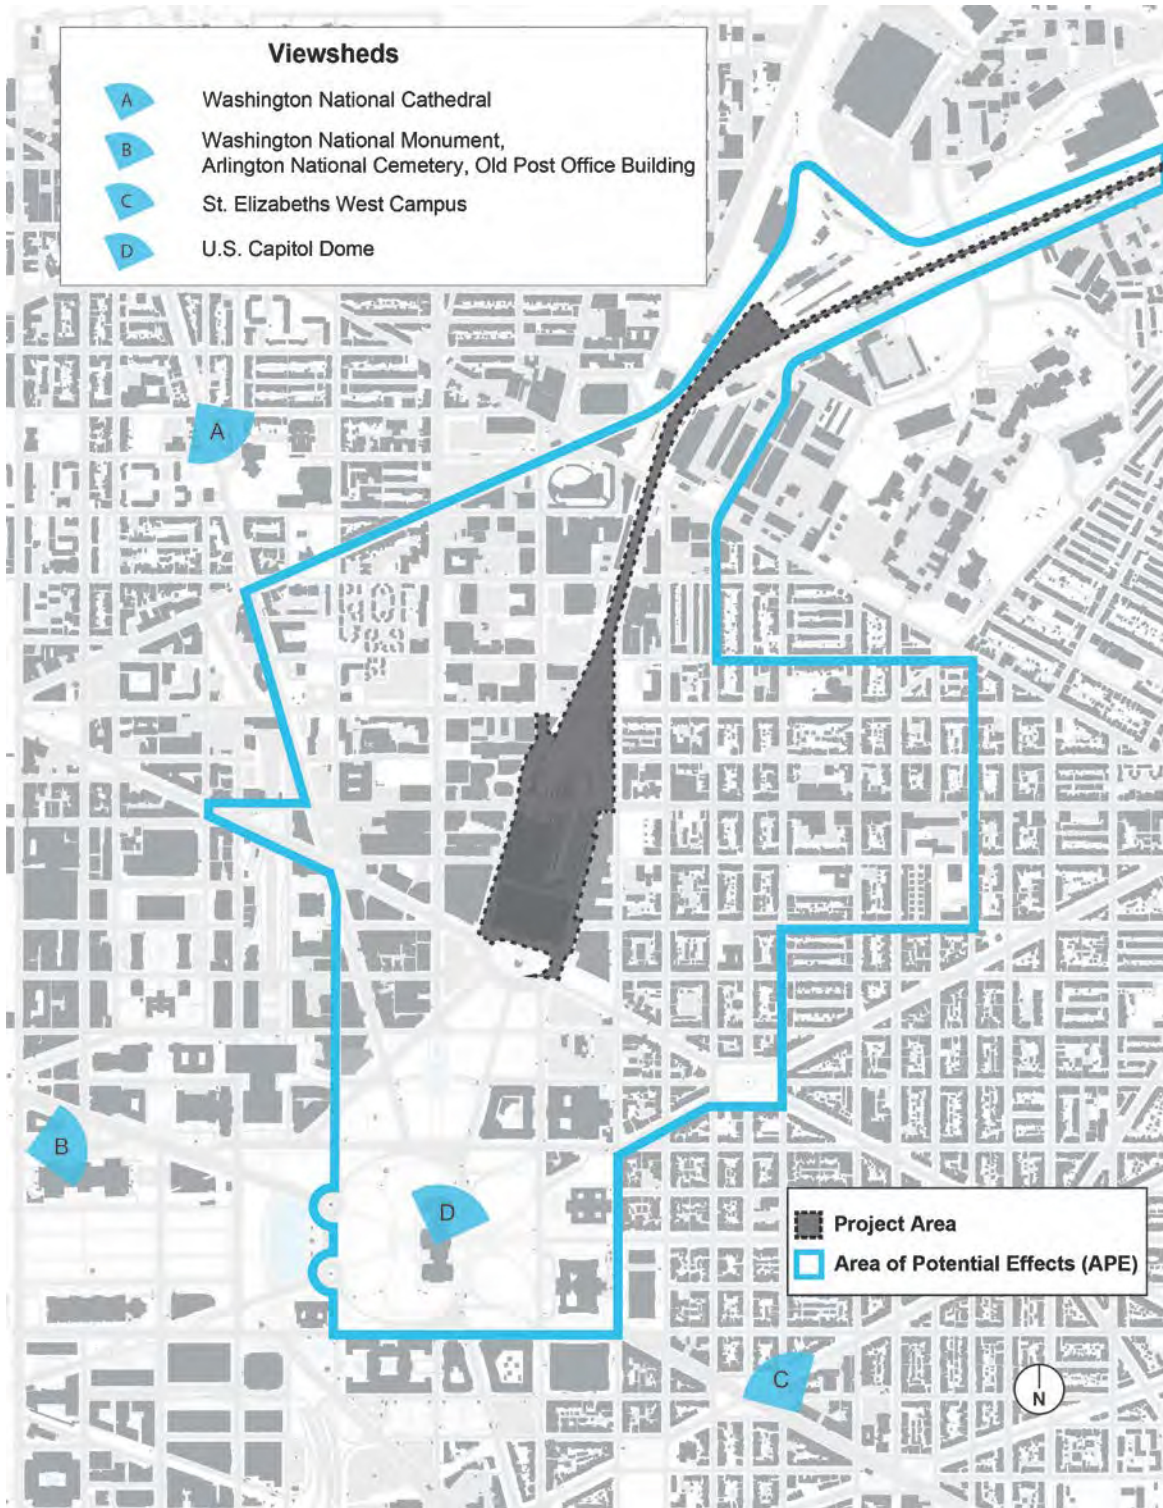 Viewsheds
A Washington National Cathedral
B Washington National Monument,
Arlington National Cemetery, Old Post Office Building
C St. Elizabeths West Campus
D U.S. Capitol Dome
A
B
D
Project Area
Area of Potential Effects (APE)
C
N